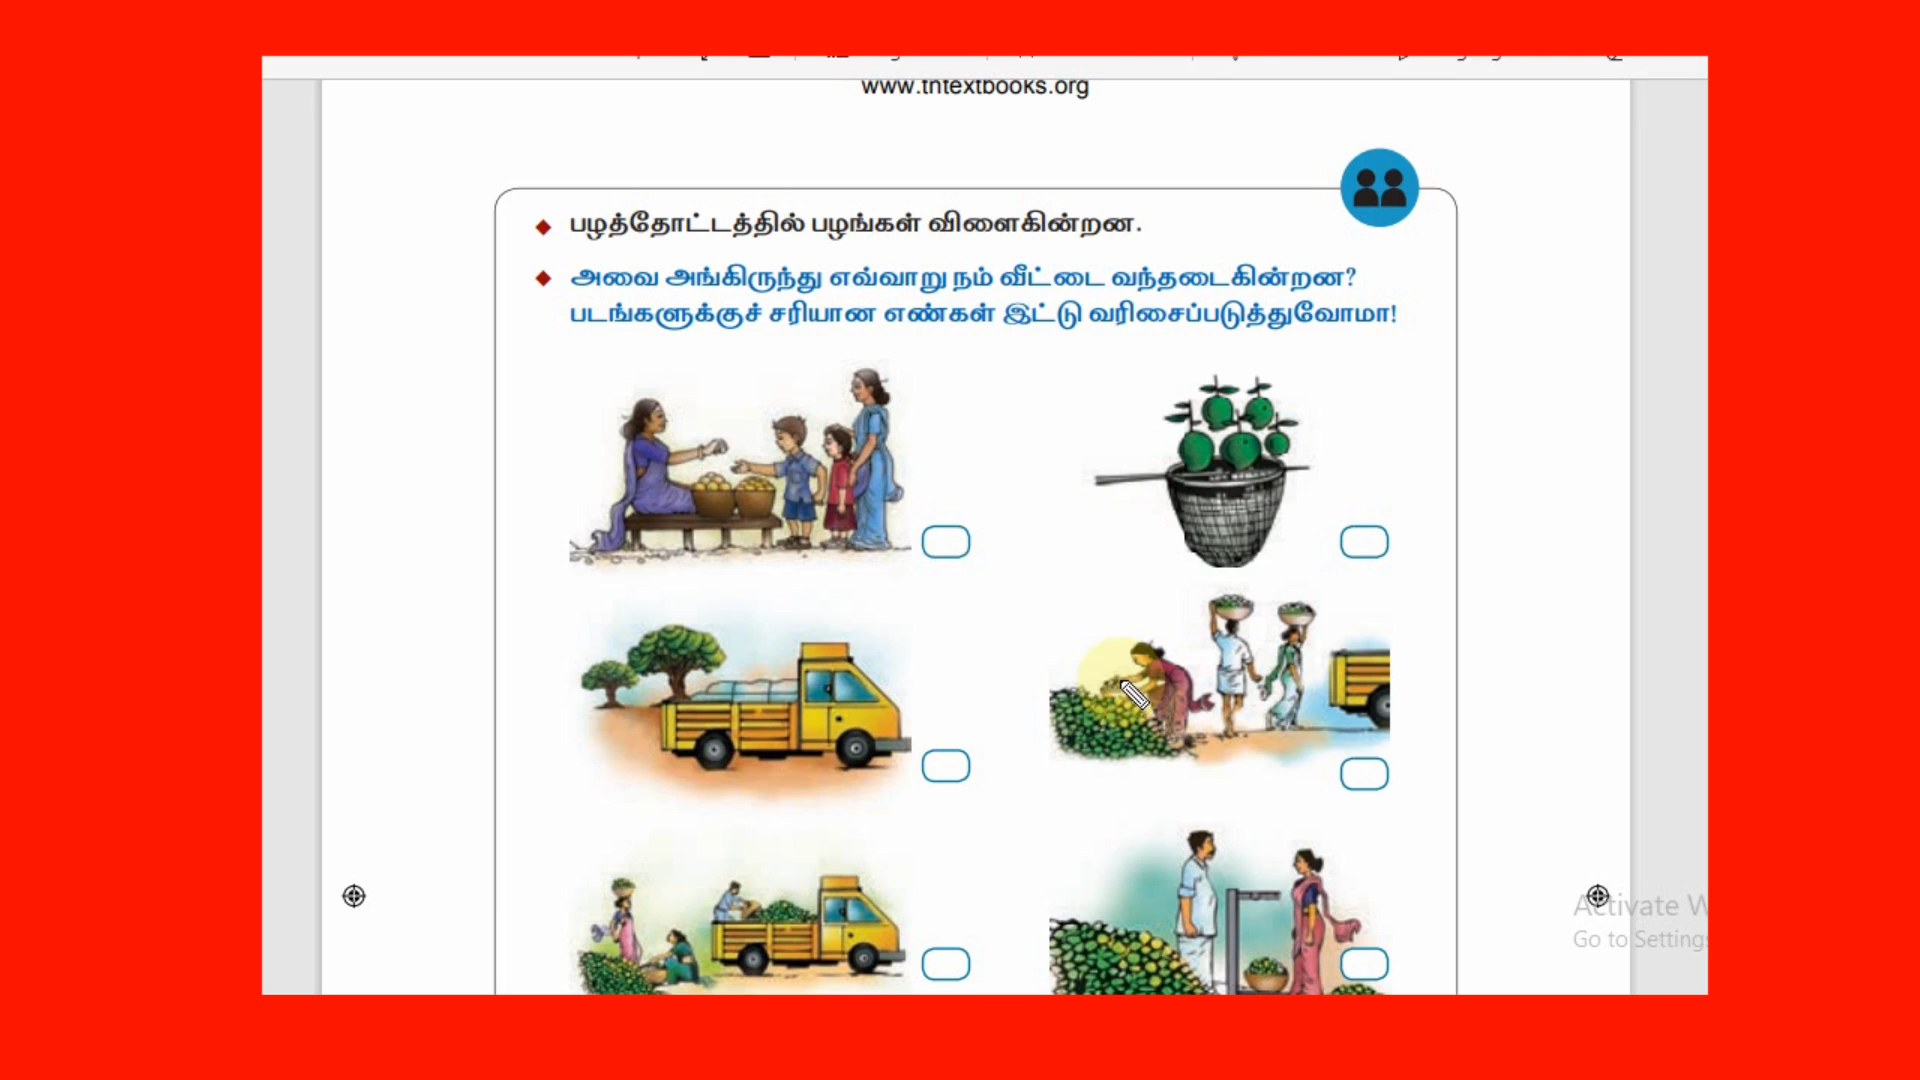 www.tntextbooks.org
பழத்தோட்டத்தில் பழங்கள் விளைகின்றன.
அவை அங்கிருந்து எவ்வாறு நம் வீட்டை வந்தடைகின்றன?
படங்களுக்குச் சரியான எண்கள் இட்டு வரிசைப்படுத்துவோமா!
Activate W
Go to Settings